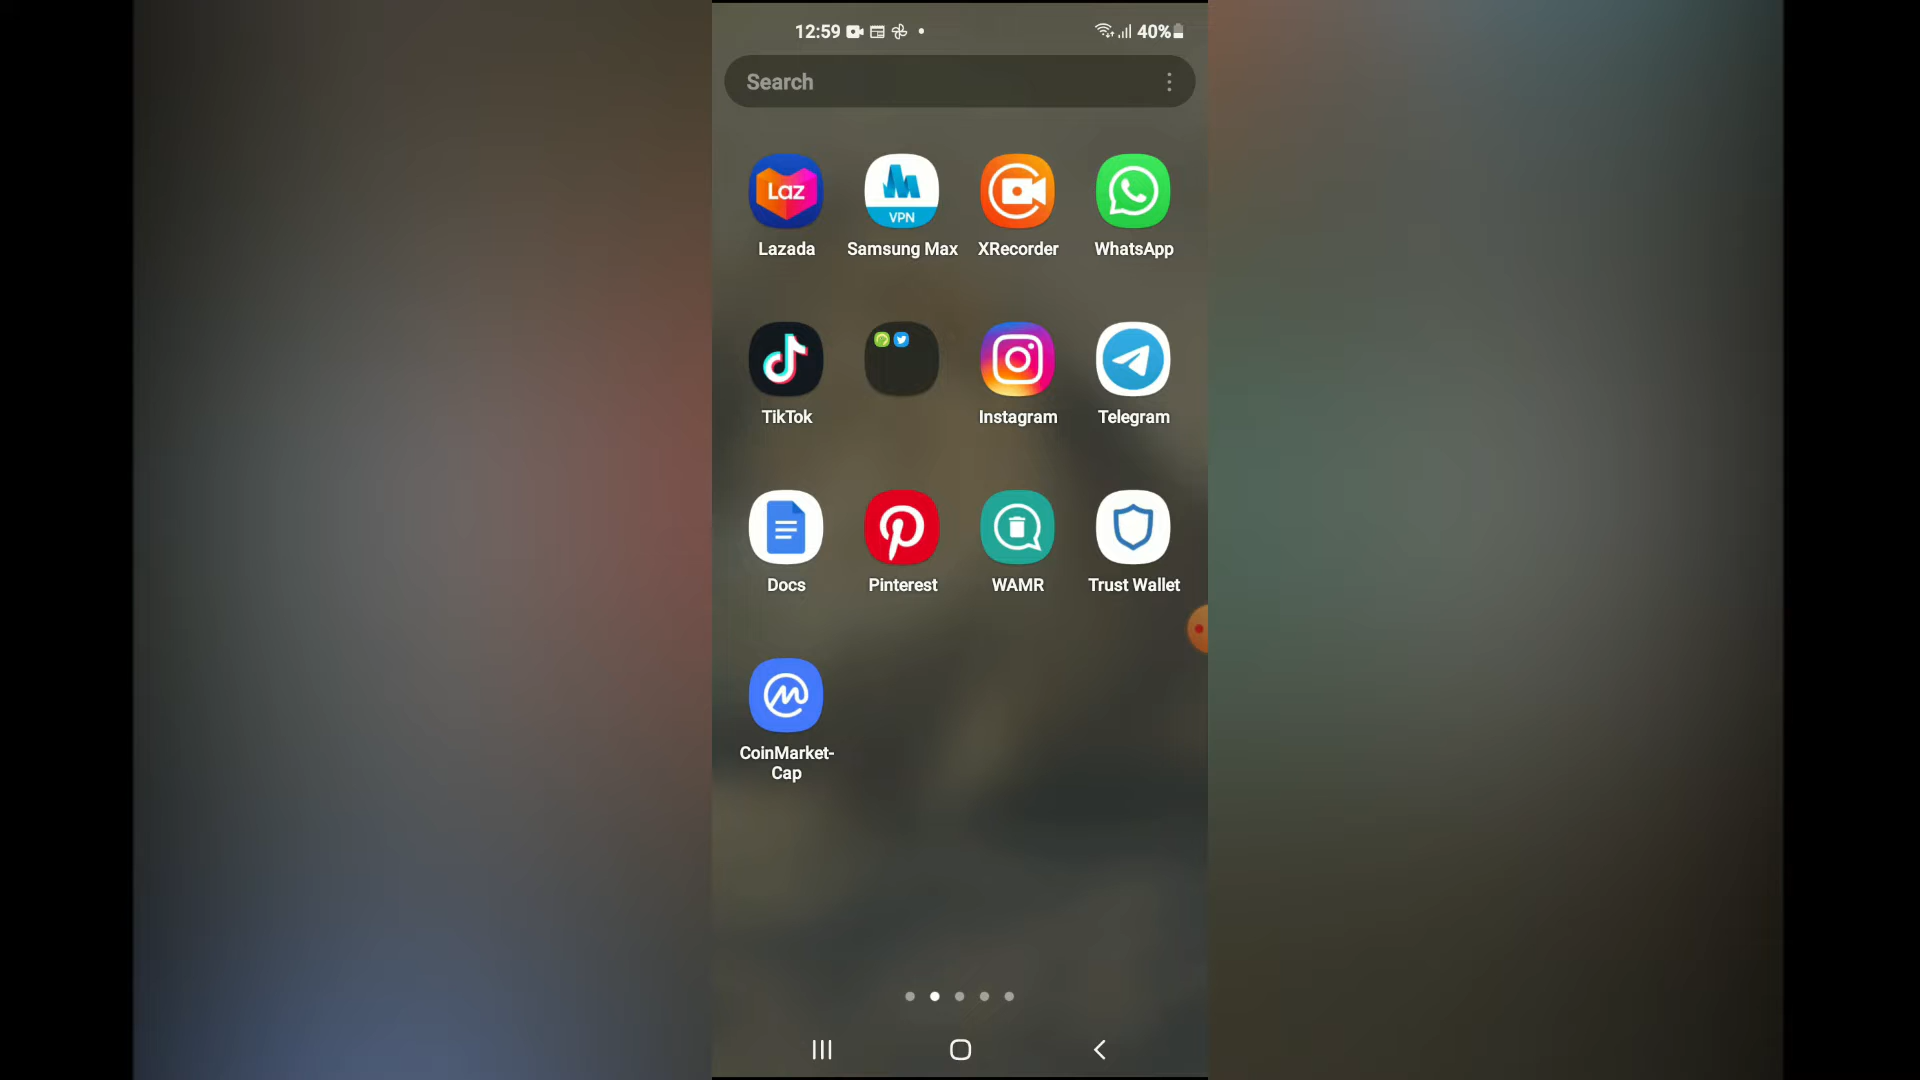 12:59
40%
Search
Laz
VPN
Lazada
Samsung Max
XRecorder
WhatsApp
TikTok
Instagram
Telegram
Docs
Pinterest
WAMR
Trust Wallet
CoinMarket-
Cap